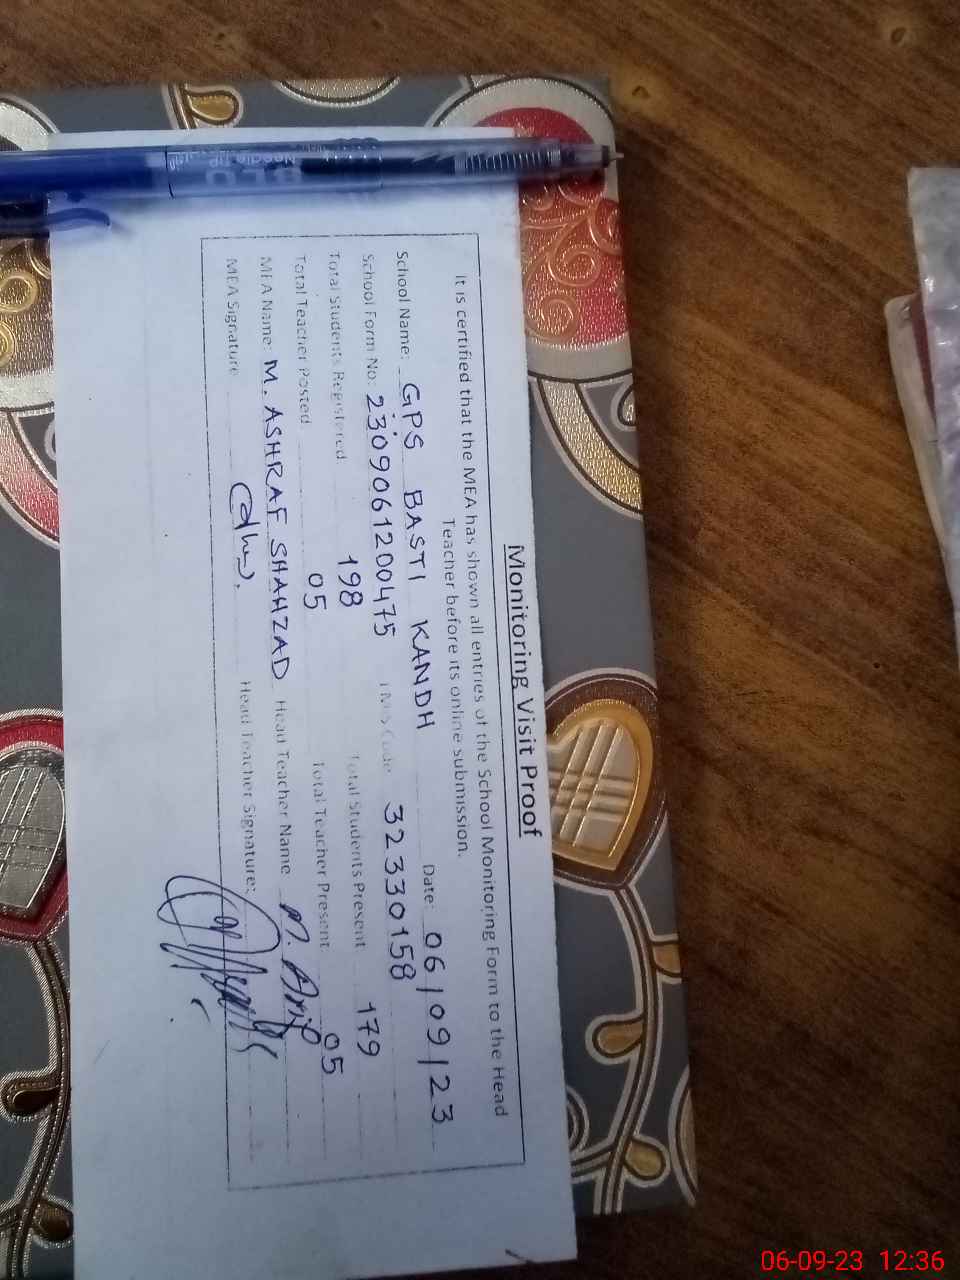 Monitoring Visit Proof
It is certified that the MEA has shown all entries of the School Monitoring Form to the Head
Teacher before its online submission.
School Name: GPS BASTI KANDH Date: 06/09/23
School Form No: 2309061200475 Code 32330158
Total Students Registered 198 Total Students Present 179
Total Teacher Posted 05 Total Teacher Present 05
MEA Name: M. ASHRAF SHAHZAD Head Teacher Name M.
MEA Signature Head Teacher Signature:
06-09-23 12:36